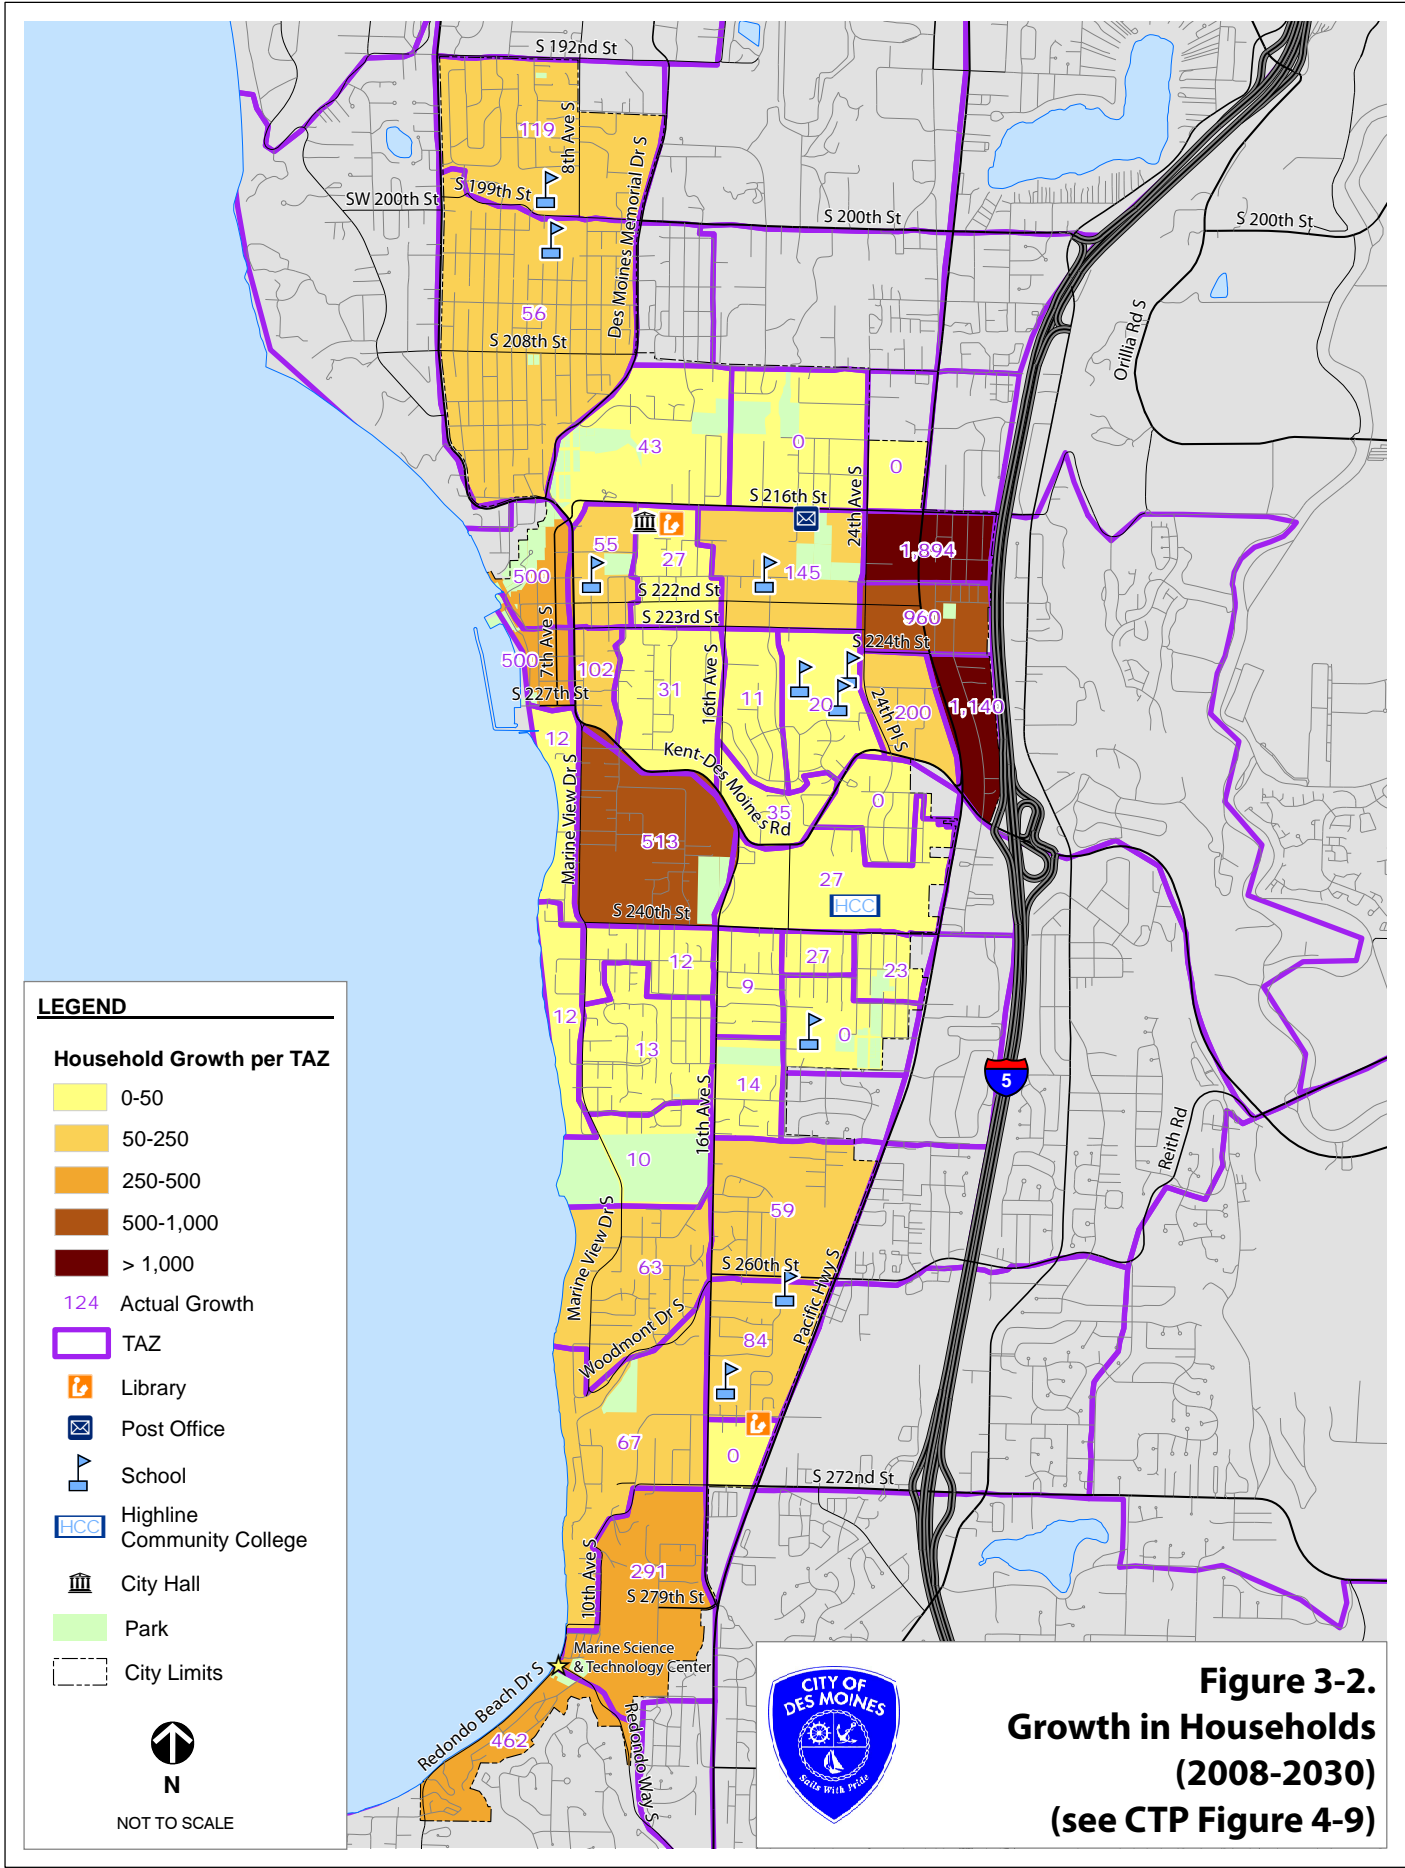 S 192nd St
119
8th Ave S
Des Moines Memorial Dr S
SW 200th St
S 199th St
S 200th St
S 200th St
56
S 208th St
Orillia Rd S
43
0
0
S 216th St
24th Ave S
55
27
145
1,894
500
S 222nd St
S 223rd St
960
S 224th St
7th Ave S
500
102
S 227th St
31
16th Ave S
11
20
24th Pl S
200
1,140
12
Marine View Dr S
Kent-Des Moines Rd
35
0
513
27
HCC
S 240th St
12
27
23
9
12
13
0
14
16th Ave S
5
Reith Rd
10
59
Marine View Dr S
63
S 260th St
Pacific Hwy S
Woodmont Dr S
84
67
0
S 272nd St
10th Ave S
291
S 279th St
Marine Science
& Technology Center
Redondo Beach Dr S
462
Redondo Way S
LEGEND
Household Growth per TAZ
0-50
50-250
250-500
500-1,000
> 1,000
124 Actual Growth
TAZ
Library
Post Office
School
HCC Highline
Community College
City Hall
Park
City Limits
N
NOT TO SCALE
CITY OF
DES MOINES
Sails With Pride
Figure 3-2.
Growth in Households
(2008-2030)
(see CTP Figure 4-9)